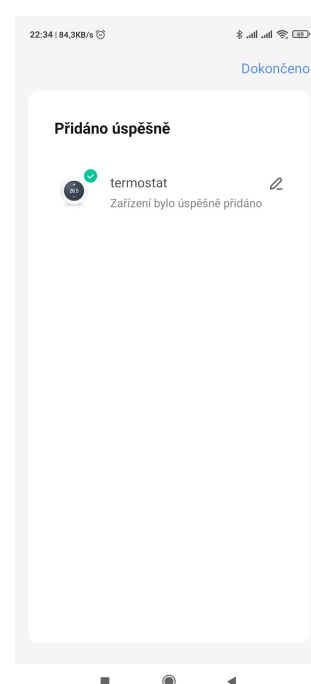 22:34 | 84,3KB/s
69
Dokončeno
Přidáno úspěšně
20.5
termostat
Zařízení bylo úspěšně přidáno